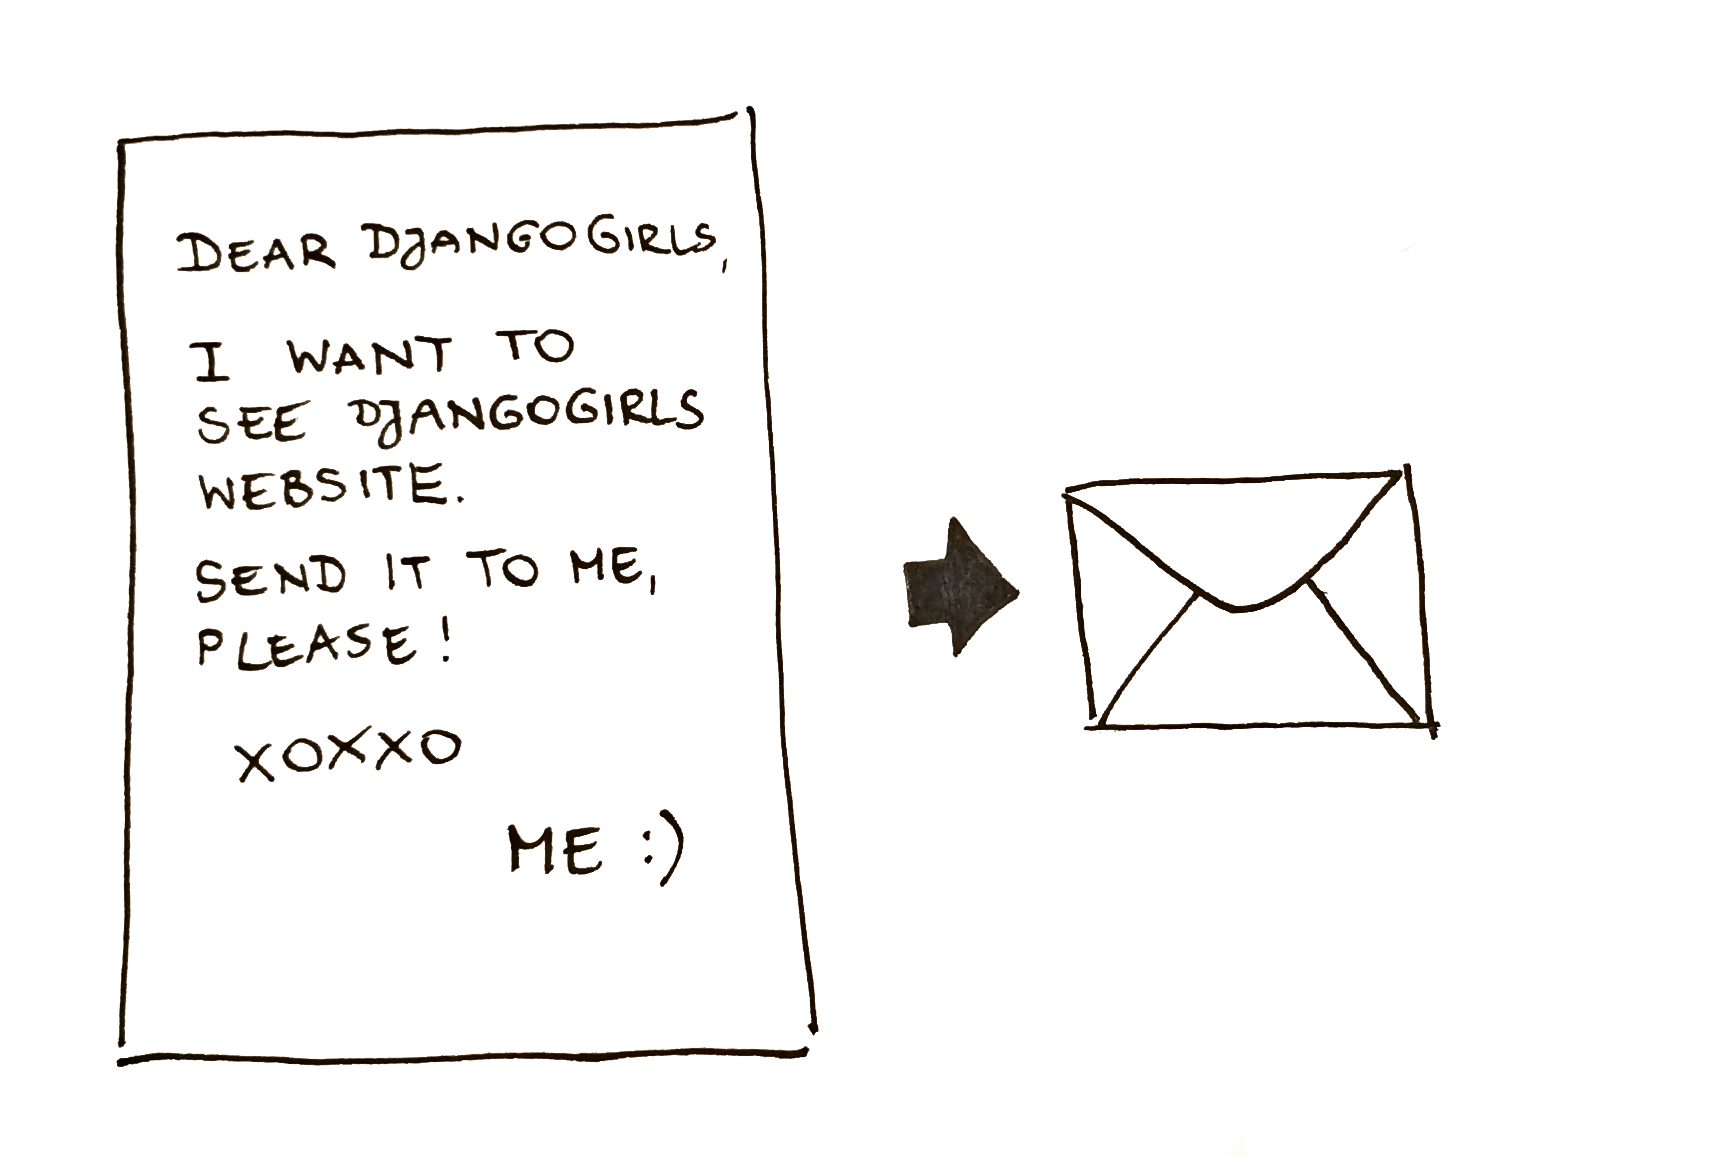 DEAR DJANGOGIRLS,
I WANT TO
SEE DJANGOGIRLS
WEBSITE.
SEND IT TO ME,
PLEASE!
XOXXO
ME :)